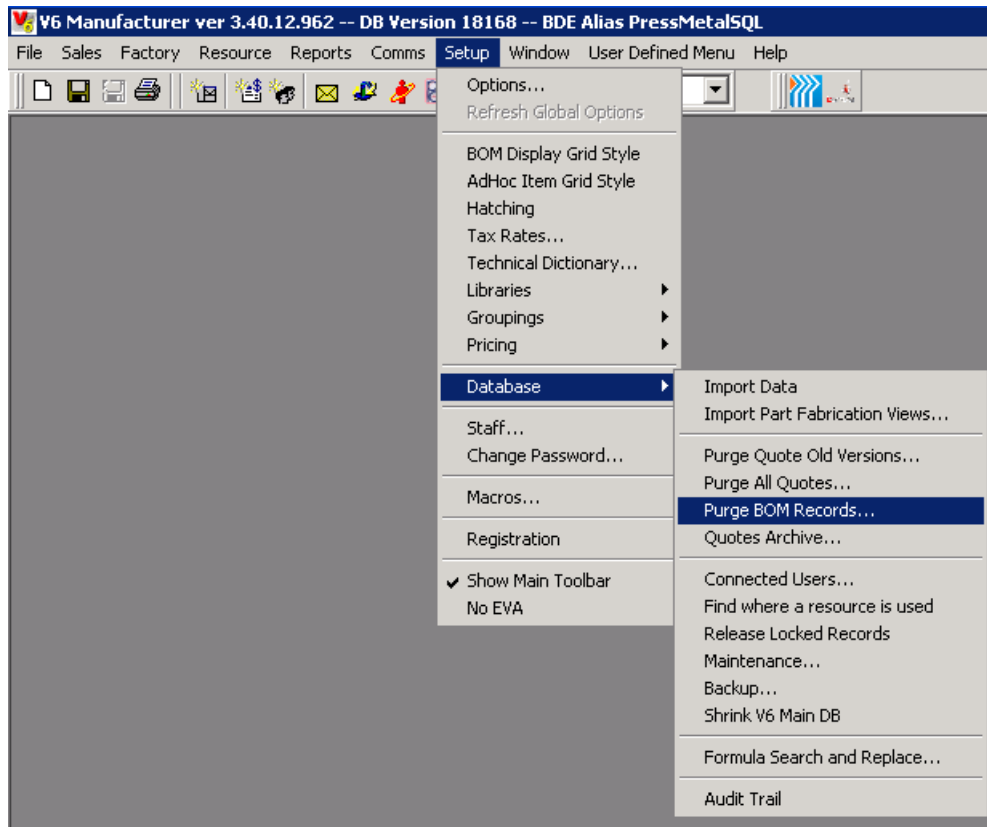 V6 Manufacturer ver 3.40.12.962 -- DB Version 18168 -- BDE Alias PressMetalSQL
File Sales Factory Resource Reports Comms Setup Window User Defined Menu Help
Options...
Refresh Global Options
BOM Display Grid Style
AdHoc Item Grid Style
Hatching
Tax Rates...
Technical Dictionary...
Libraries
Groupings
Pricing
Database
Staff...
Change Password...
Macros...
Registration
Show Main Toolbar
No EVA
Import Data
Import Part Fabrication Views...
Purge Quote Old Versions...
Purge All Quotes...
Purge BOM Records...
Quotes Archive...
Connected Users...
Find where a resource is used
Release Locked Records
Maintenance...
Backup...
Shrink V6 Main DB
Formula Search and Replace...
Audit Trail